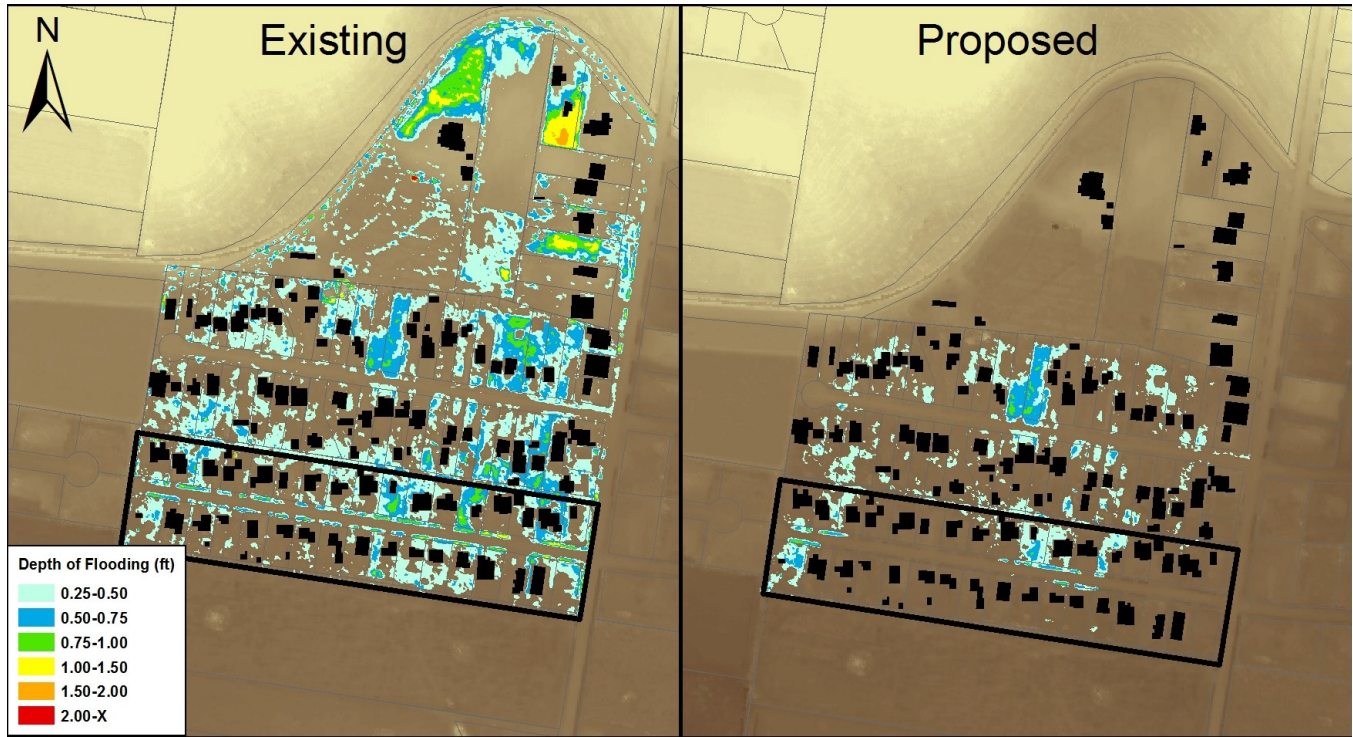 Existing
Proposed
N
Depth of Flooding (ft)
0.25-0.50
0.50-0.75
0.75-1.00
1.00-1.50
1.50-2.00
2.00-X